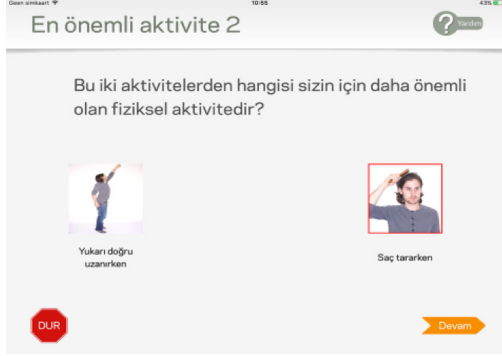 Geen simkaart 10:56 43%
En önemli aktivite 2
? Yardım
Bu iki aktivitelerden hangisi sizin için daha önemli
olan fiziksel aktivitedir?
Yukarı doğru
uzanırken
Saç tararken
DUR
Devam